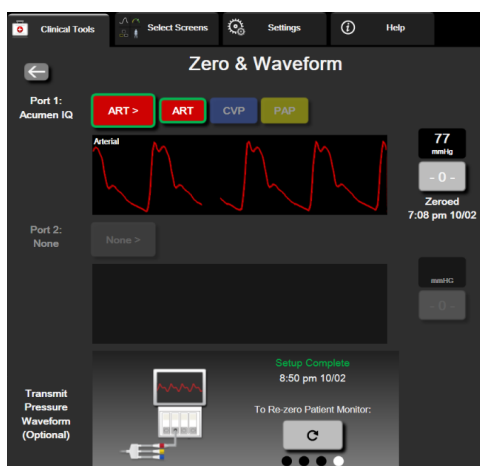 Clinical Tools
Select Screens
Settings
Help
Zero & Waveform
Port 1:
Acumen IQ
ART >
ART
CVP
PAP
Arterial
77
mmHg
- 0 -
Zeroed
7:08 pm 10/02
Port 2:
None
None >
mmHG
- 0 -
Setup Complete
8:50 pm 10/02
Transmit
Pressure
Waveform
(Optional)
To Re-zero Patient Monitor: